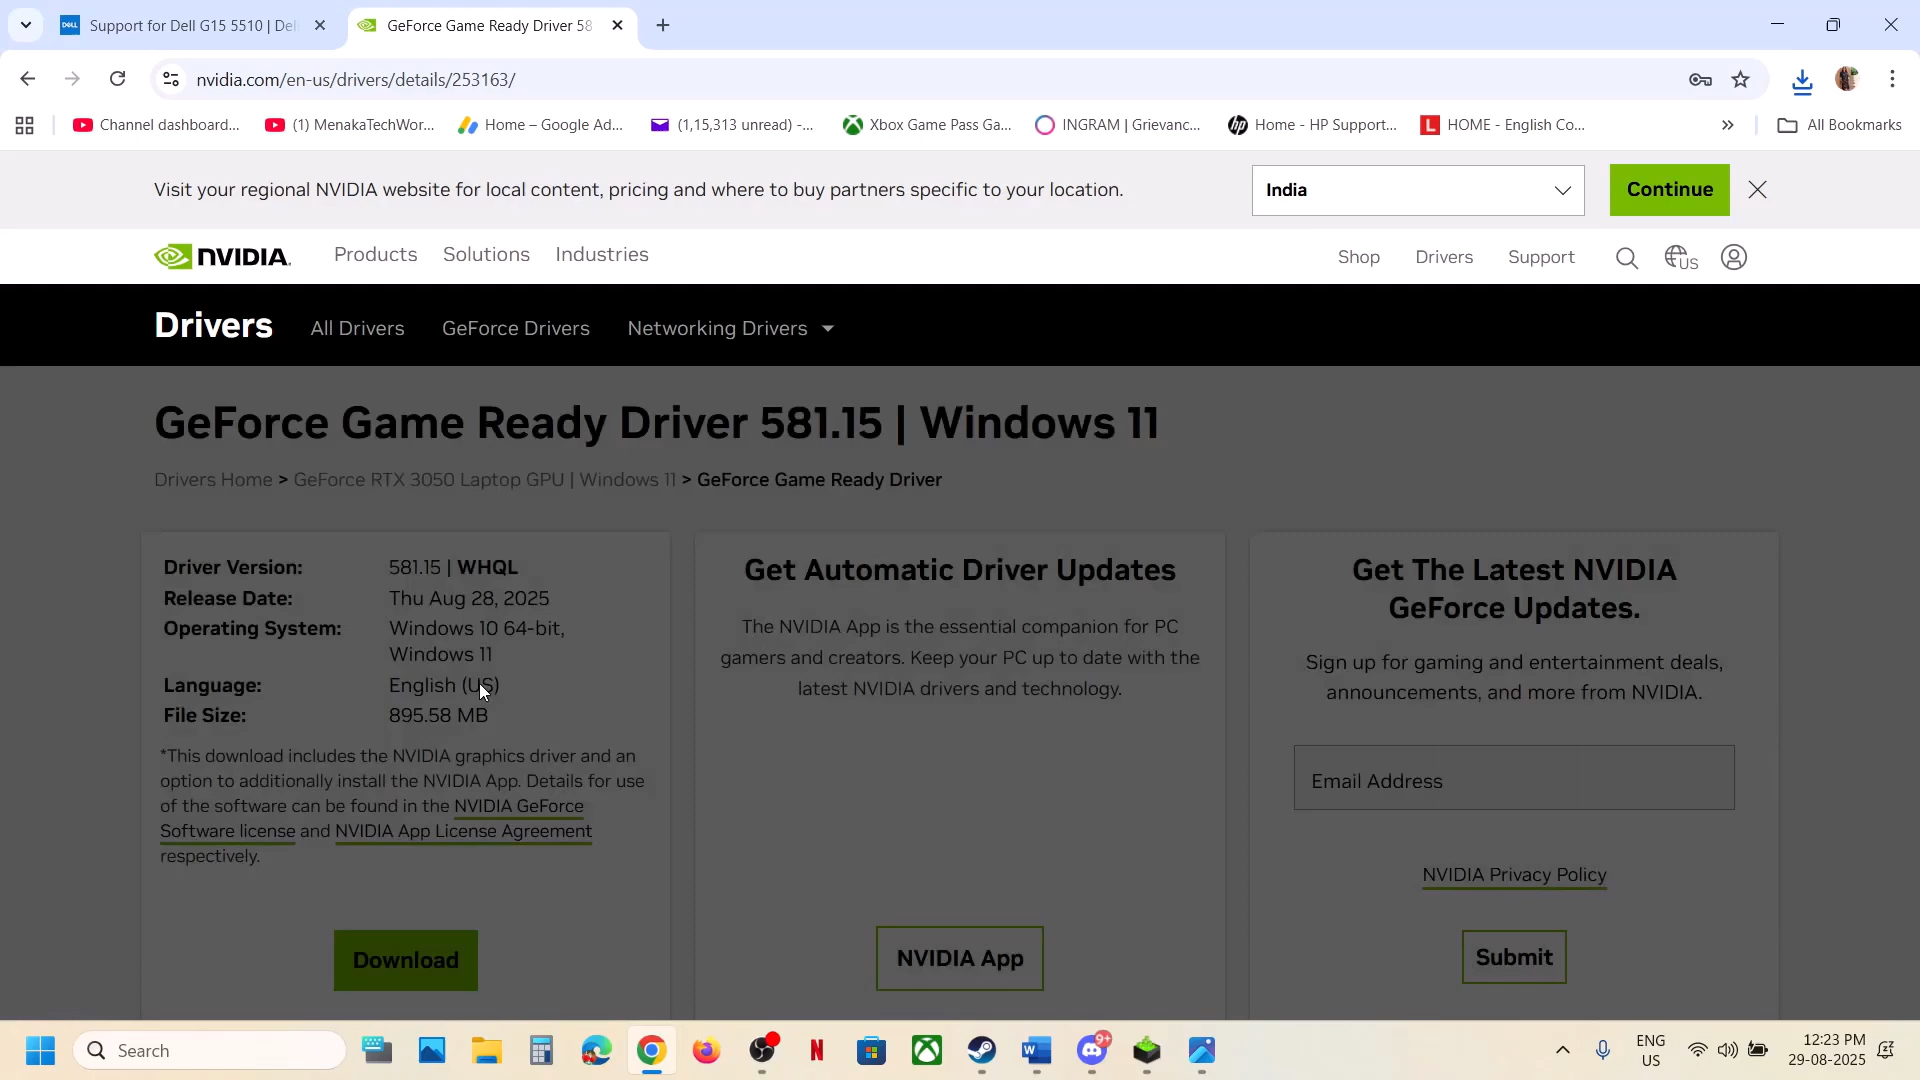 Support for Dell G15 5510 | Del
GeForce Game Ready Driver 58
nvidia.com/en-us/drivers/details/253163/
Channel dashboard...
(1) MenakaTechWor...
Home – Google Ad...
(1,15,313 unread) -...
Xbox Game Pass Ga...
INGRAM | Grievanc...
Home - HP Support...
HOME - English Co...
All Bookmarks
Visit your regional NVIDIA website for local content, pricing and where to buy partners specific to your location.
India
Continue
NVIDIA.
Products
Solutions
Industries
Shop
Drivers
Support
US
Drivers
All Drivers
GeForce Drivers
Networking Drivers
GeForce Game Ready Driver 581.15 | Windows 11
Drivers Home > GeForce RTX 3050 Laptop GPU | Windows 11 > GeForce Game Ready Driver
Driver Version: 581.15 | WHQL
Release Date: Thu Aug 28, 2025
Operating System: Windows 10 64-bit,
Windows 11
Language: English (US)
File Size: 895.58 MB
*This download includes the NVIDIA graphics driver and an
option to additionally install the NVIDIA App. Details for use
of the software can be found in the NVIDIA GeForce
Software license and NVIDIA App License Agreement
respectively.
Download
Get Automatic Driver Updates
The NVIDIA App is the essential companion for PC
gamers and creators. Keep your PC up to date with the
latest NVIDIA drivers and technology.
NVIDIA App
Get The Latest NVIDIA
GeForce Updates.
Sign up for gaming and entertainment deals,
announcements, and more from NVIDIA.
Email Address
NVIDIA Privacy Policy
Submit
Search
9+
ENG
US
12:23 PM
29-08-2025